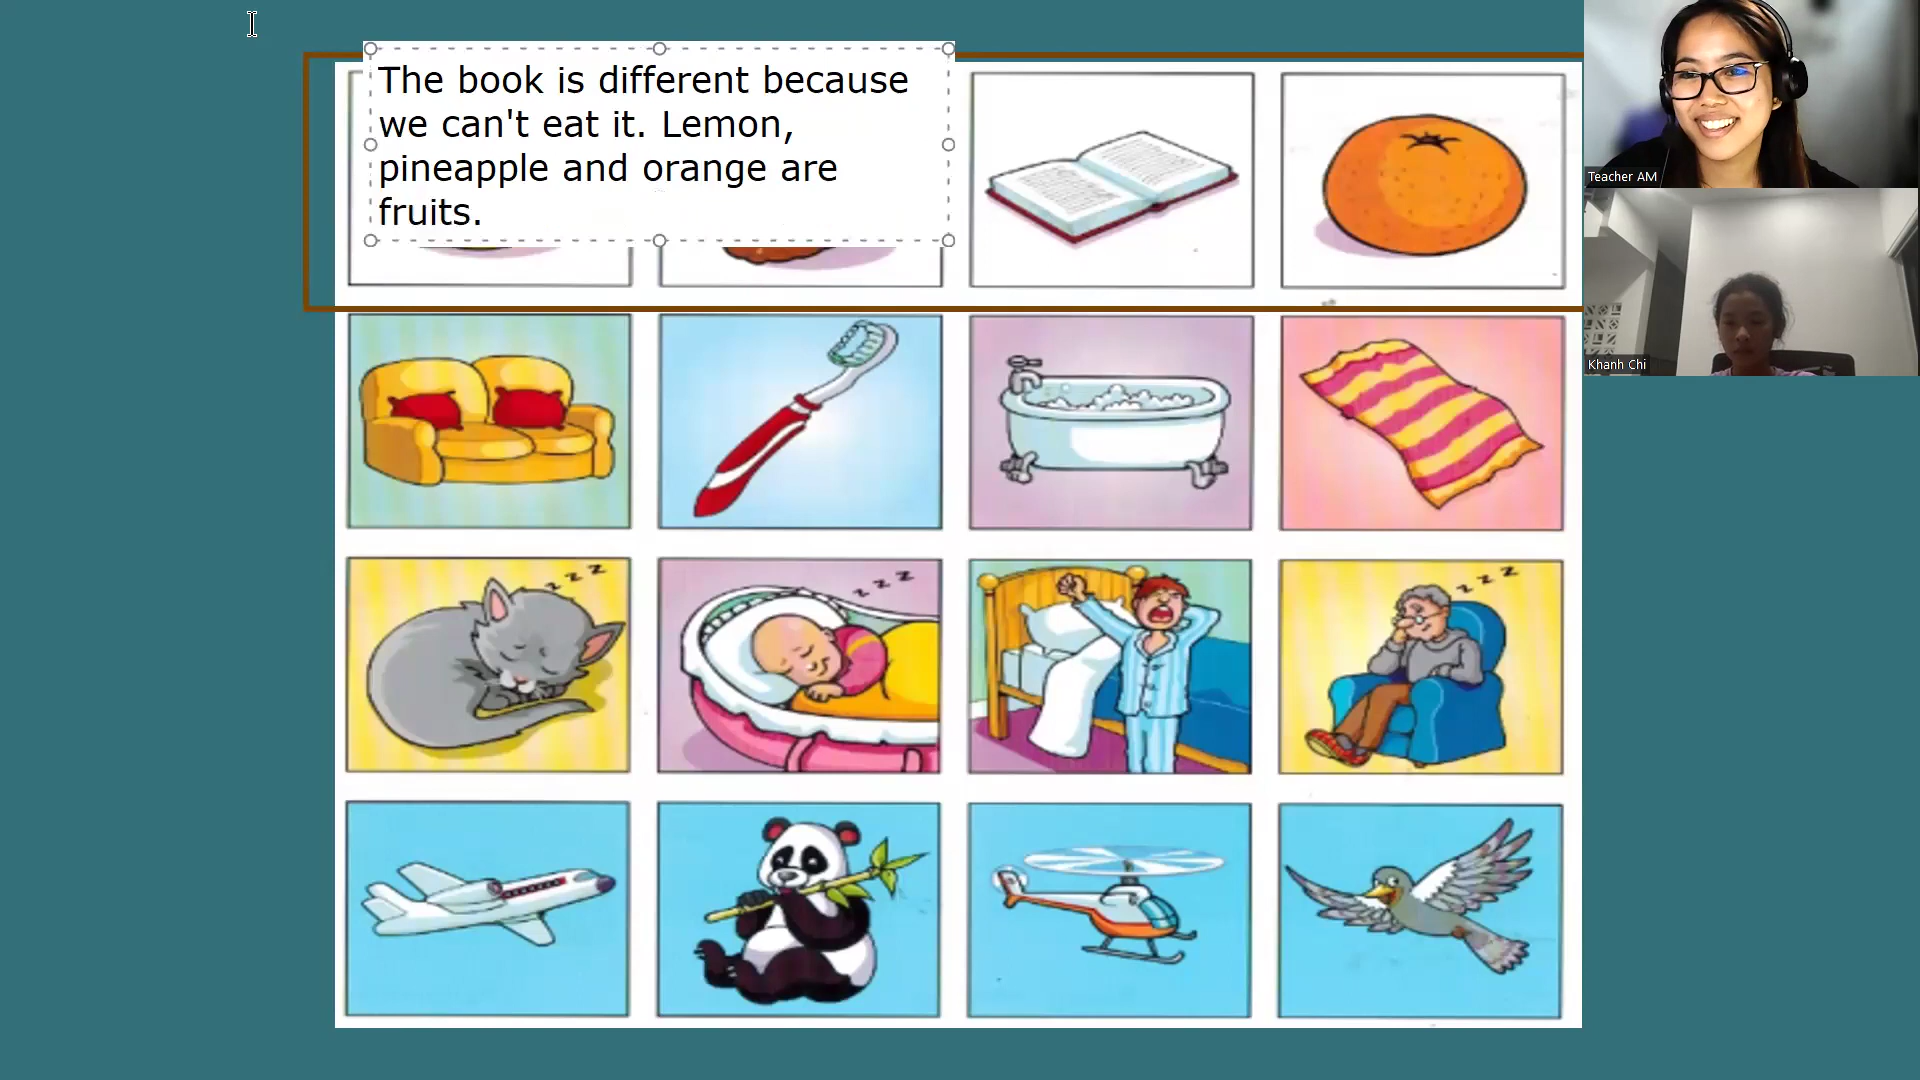 The book is different because
we can't eat it. Lemon,
pineapple and orange are
fruits.
Teacher AM
Khanh Chi
z z z
z z z
z z z